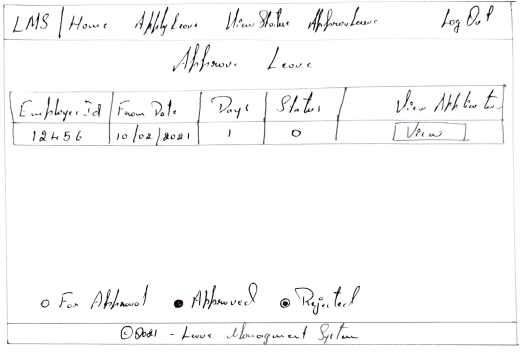 LMS | Home Apply Leave View Status Approve Leave Log Out
Approve Leave
Employee Id From Date Days Status View Application
12456 10/02/2021 1 O View
O For Approval ● Approved ◉ Rejected
© 2021 - Leave Management System